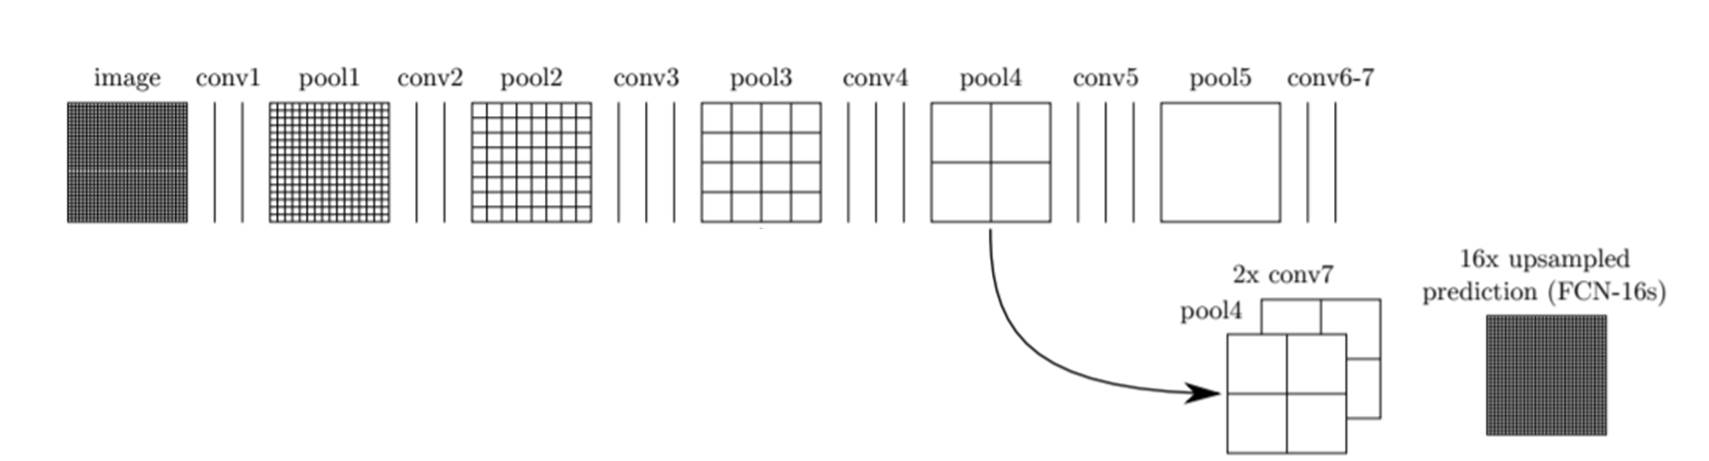 image conv1 pool1 conv2 pool2 conv3 pool3 conv4 pool4 conv5 pool5 conv6-7
16x upsampled
prediction (FCN-16s)
2x conv7
pool4